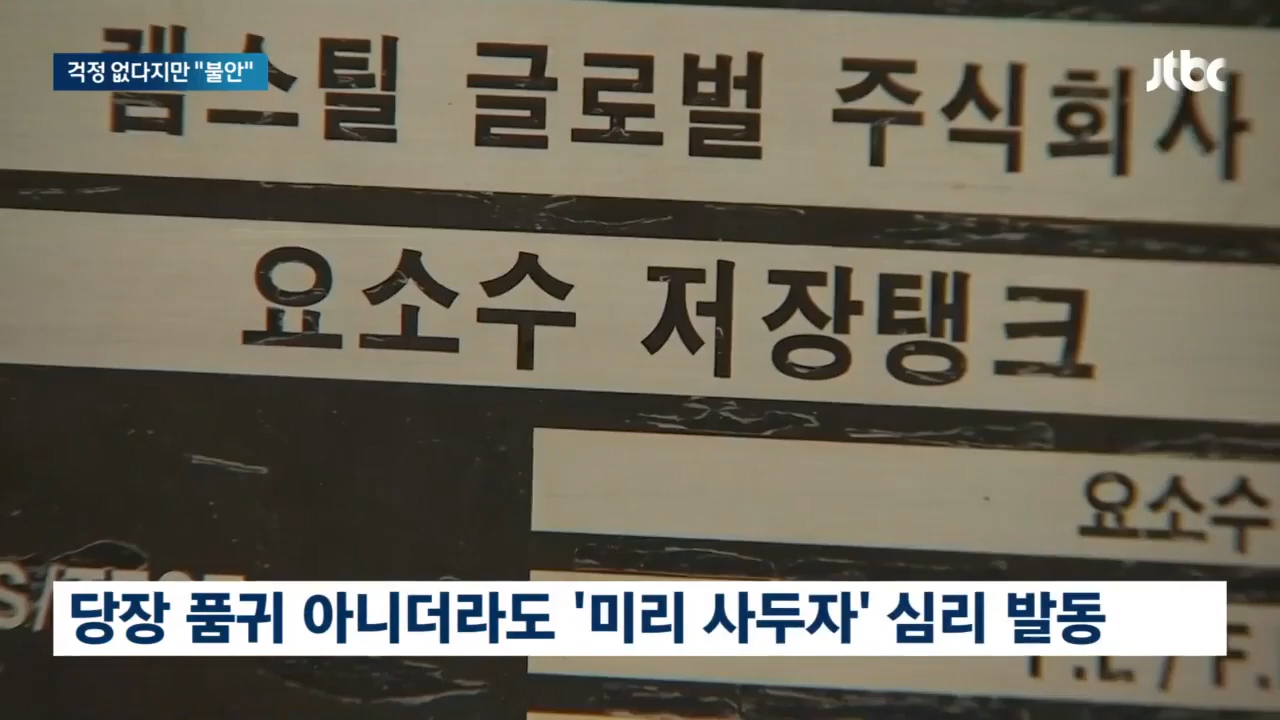 걱정 없다지만 "불안"
jtbc
캠스틸 글로벌 주식회사
요소수 저장탱크
요소수
당장 품귀 아니더라도 '미리 사두자' 심리 발동